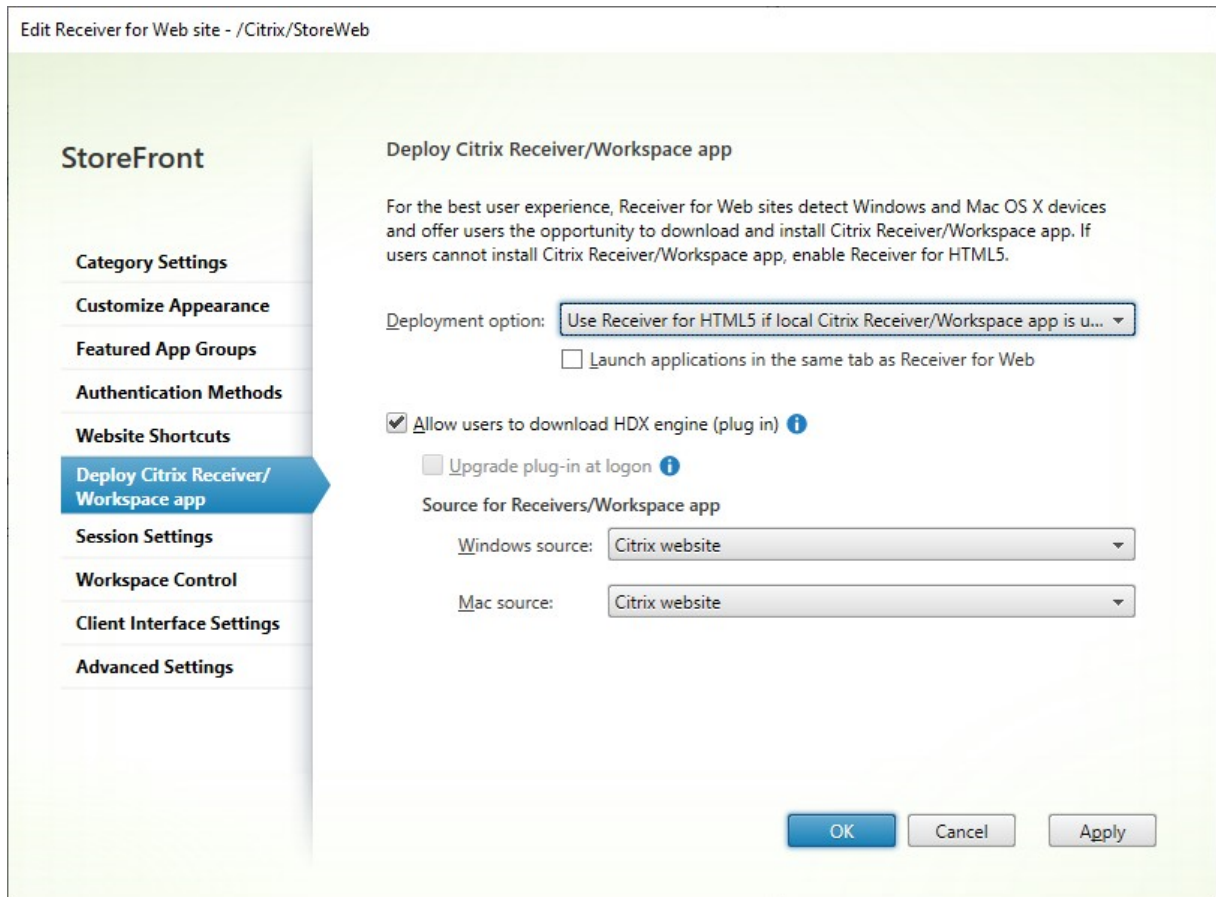 Edit Receiver for Web site - /Citrix/StoreWeb
StoreFront
Category Settings
Customize Appearance
Featured App Groups
Authentication Methods
Website Shortcuts
Deploy Citrix Receiver/
Workspace app
Session Settings
Workspace Control
Client Interface Settings
Advanced Settings
Deploy Citrix Receiver/Workspace app
For the best user experience, Receiver for Web sites detect Windows and Mac OS X devices
and offer users the opportunity to download and install Citrix Receiver/Workspace app. If
users cannot install Citrix Receiver/Workspace app, enable Receiver for HTML5.
Deployment option: Use Receiver for HTML5 if local Citrix Receiver/Workspace app is u...
Launch applications in the same tab as Receiver for Web
Allow users to download HDX engine (plug in)
Upgrade plug-in at logon
Source for Receivers/Workspace app
Windows source: Citrix website
Mac source: Citrix website
OK Cancel Apply